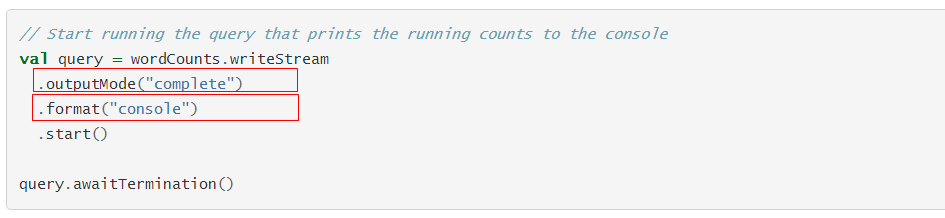 // Start running the query that prints the running counts to the console
val query = wordCounts.writeStream
.outputMode("complete")
.format("console")
.start()
query.awaitTermination()